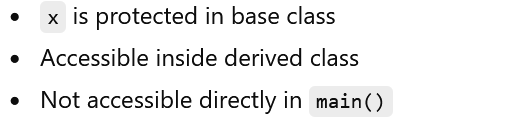 • x is protected in base class
• Accessible inside derived class
• Not accessible directly in main()